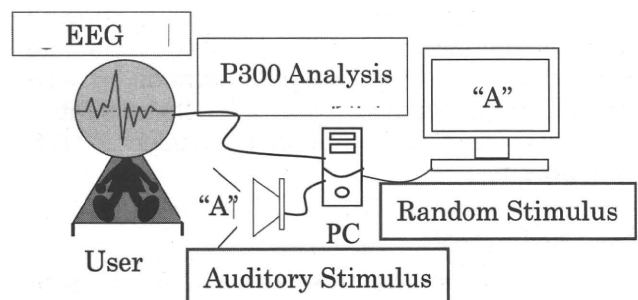 EEG
P300 Analysis
“A”
“A”
Random Stimulus
PC
User
Auditory Stimulus